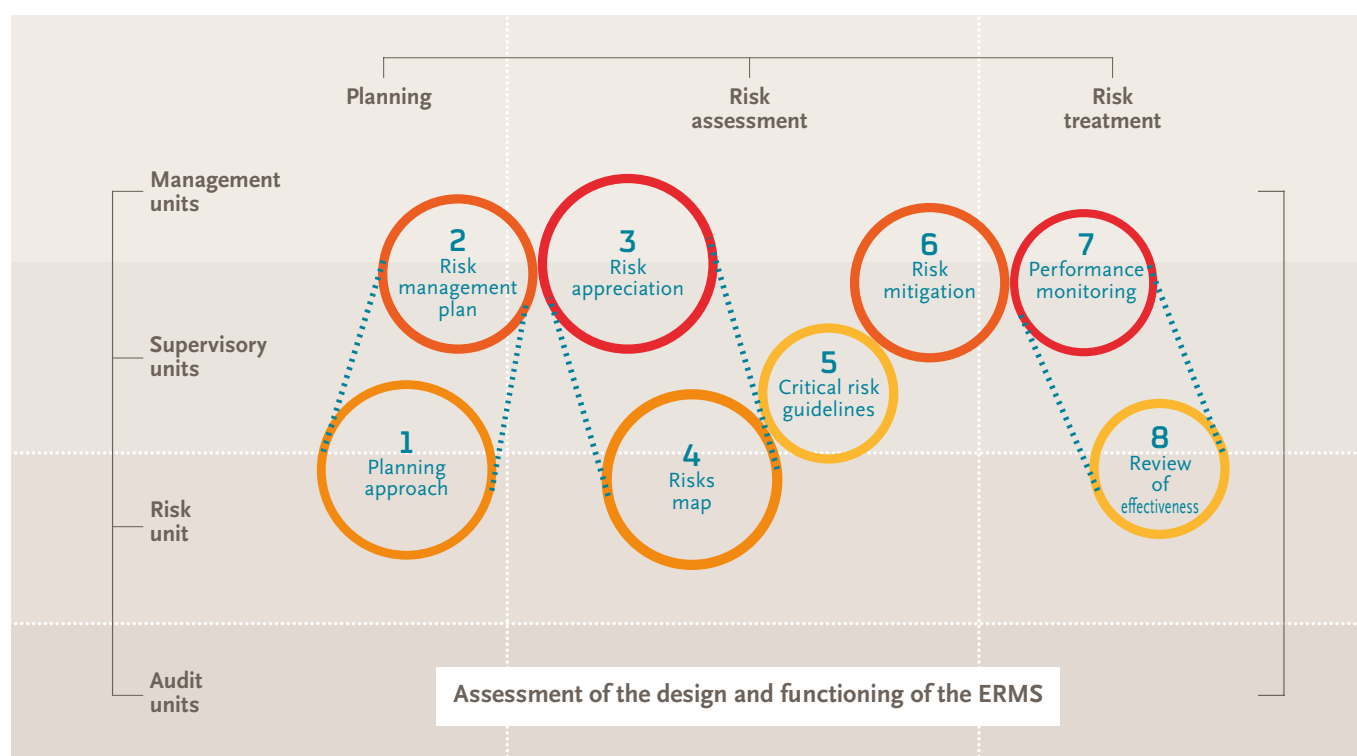 Planning
Risk
assessment
Risk
treatment
Management
units
Supervisory
units
Risk
unit
Audit
units
1
Planning
approach
2
Risk
management
plan
3
Risk
appreciation
4
Risks
map
5
Critical risk
guidelines
6
Risk
mitigation
7
Performance
monitoring
8
Review
of
effectiveness
Assessment of the design and functioning of the ERMS